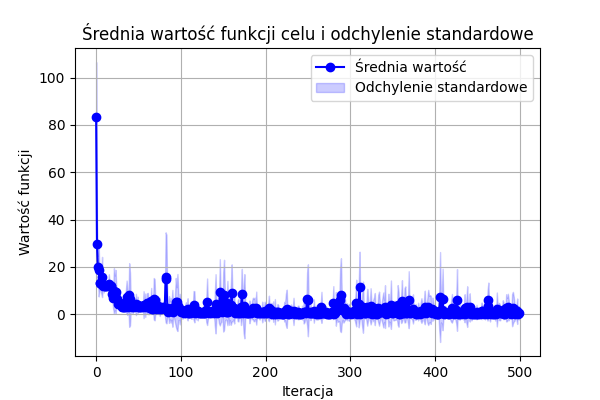 Średnia wartość funkcji celu i odchylenie standardowe
Średnia wartość
Odchylenie standardowe
Wartość funkcji
100
80
60
40
20
0
0
100
200
300
400
500
Iteracja